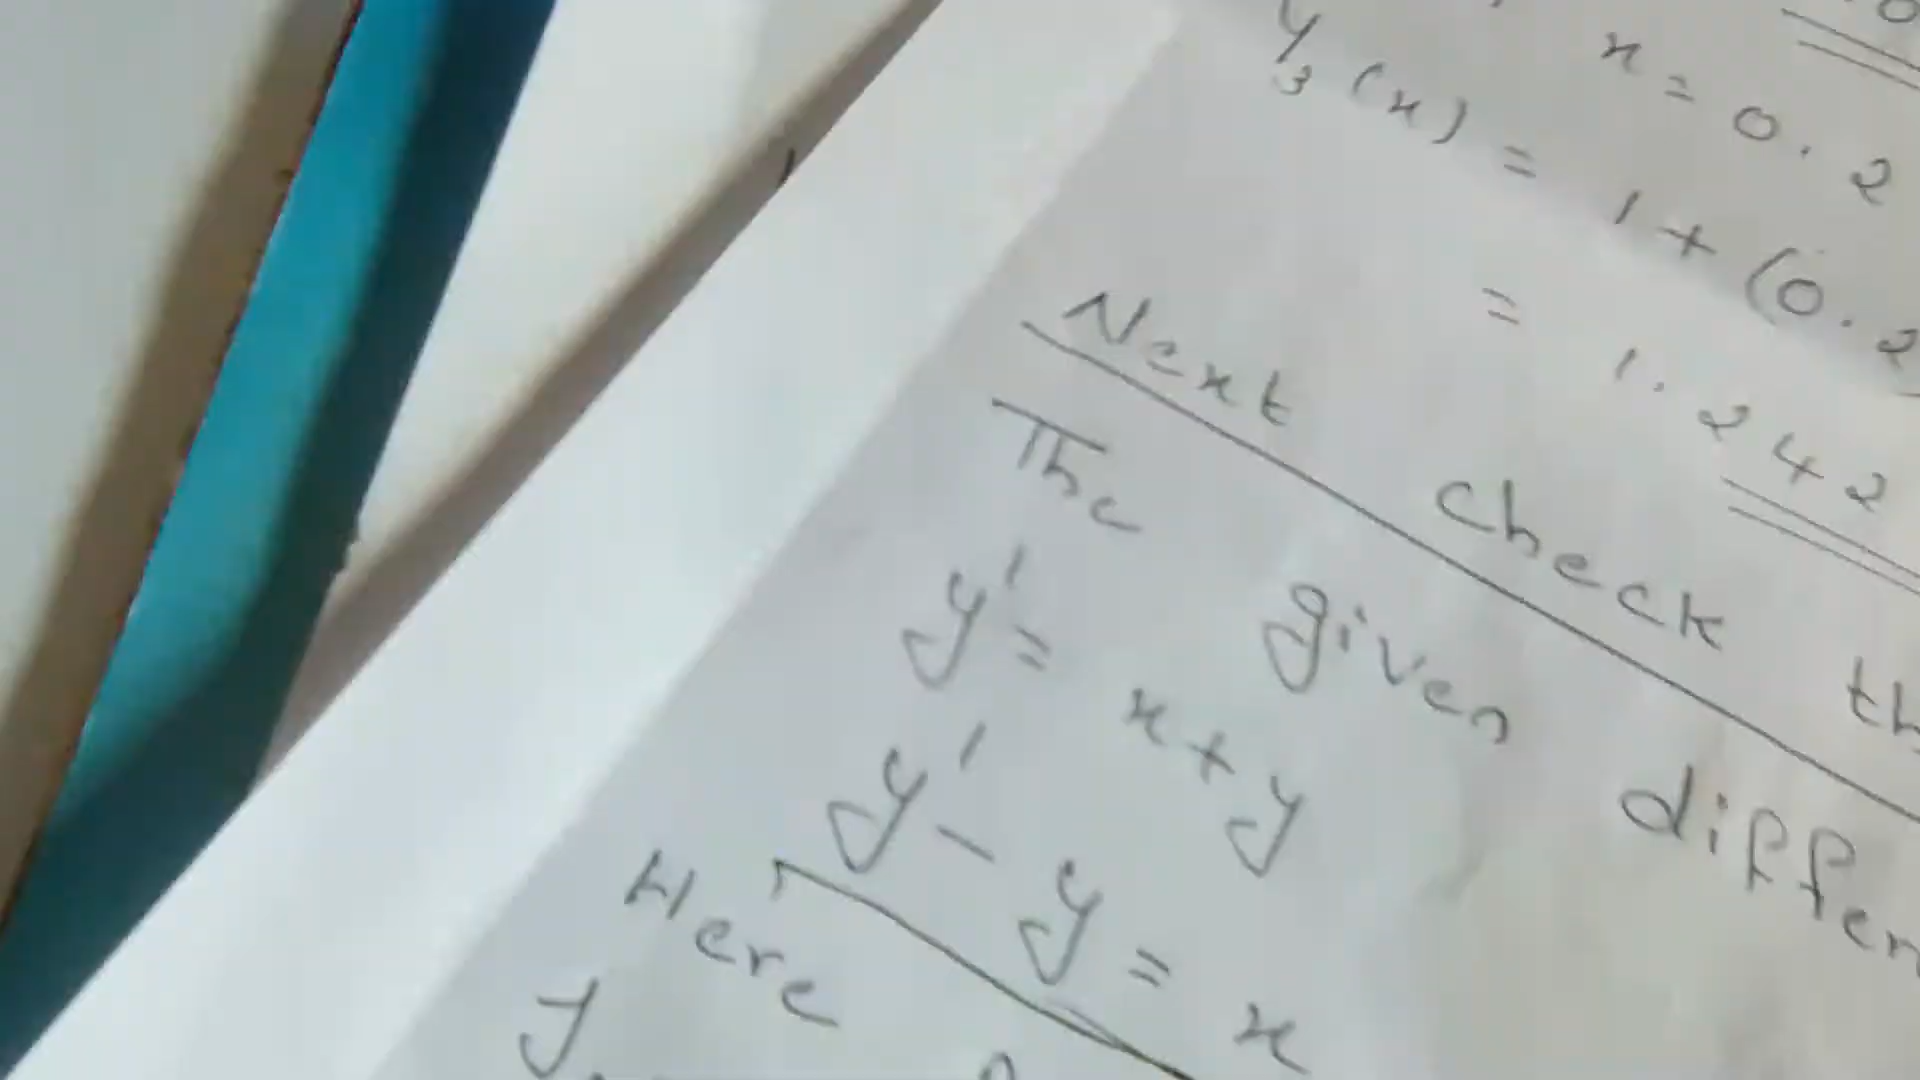 x = 0.2
y₃(x) = 1 + (0.2)
= 1.242
Next check th
The given differ
y' = x + y
y' - y = x
Here